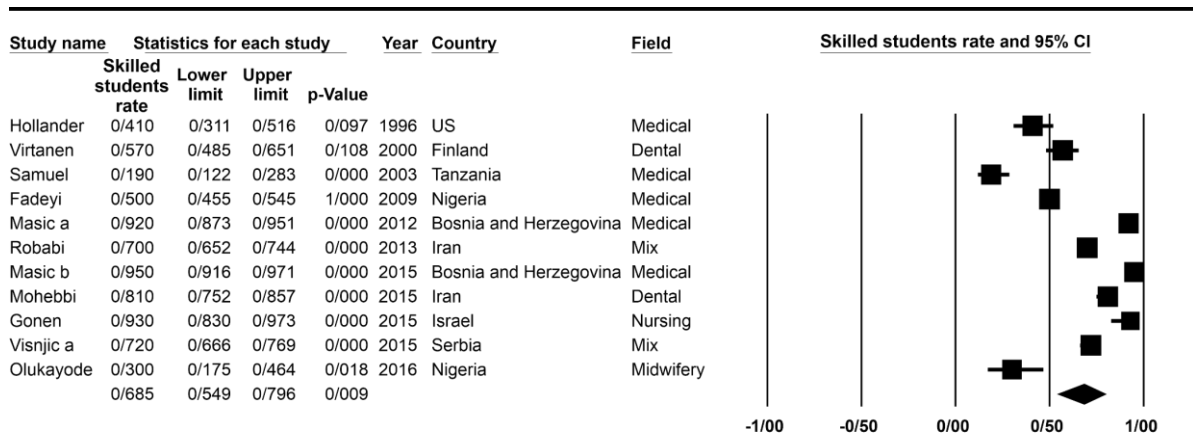 Study name Statistics for each study Year Country Field Skilled students rate and 95% CI
Skilled students rate Lower limit Upper limit p-Value
Hollander 0/410 0/311 0/516 0/097 1996 US Medical
Virtanen 0/570 0/485 0/651 0/108 2000 Finland Dental
Samuel 0/190 0/122 0/283 0/000 2003 Tanzania Medical
Fadeyi 0/500 0/455 0/545 1/000 2009 Nigeria Medical
Masic a 0/920 0/873 0/951 0/000 2012 Bosnia and Herzegovina Medical
Robabi 0/700 0/652 0/744 0/000 2013 Iran Mix
Masic b 0/950 0/916 0/971 0/000 2015 Bosnia and Herzegovina Medical
Mohebbi 0/810 0/752 0/857 0/000 2015 Iran Dental
Gonen 0/930 0/830 0/973 0/000 2015 Israel Nursing
Visnjic a 0/720 0/666 0/769 0/000 2015 Serbia Mix
Olukayode 0/300 0/175 0/464 0/018 2016 Nigeria Midwifery
0/685 0/549 0/796 0/009
-1/00 -0/50 0/00 0/50 1/00